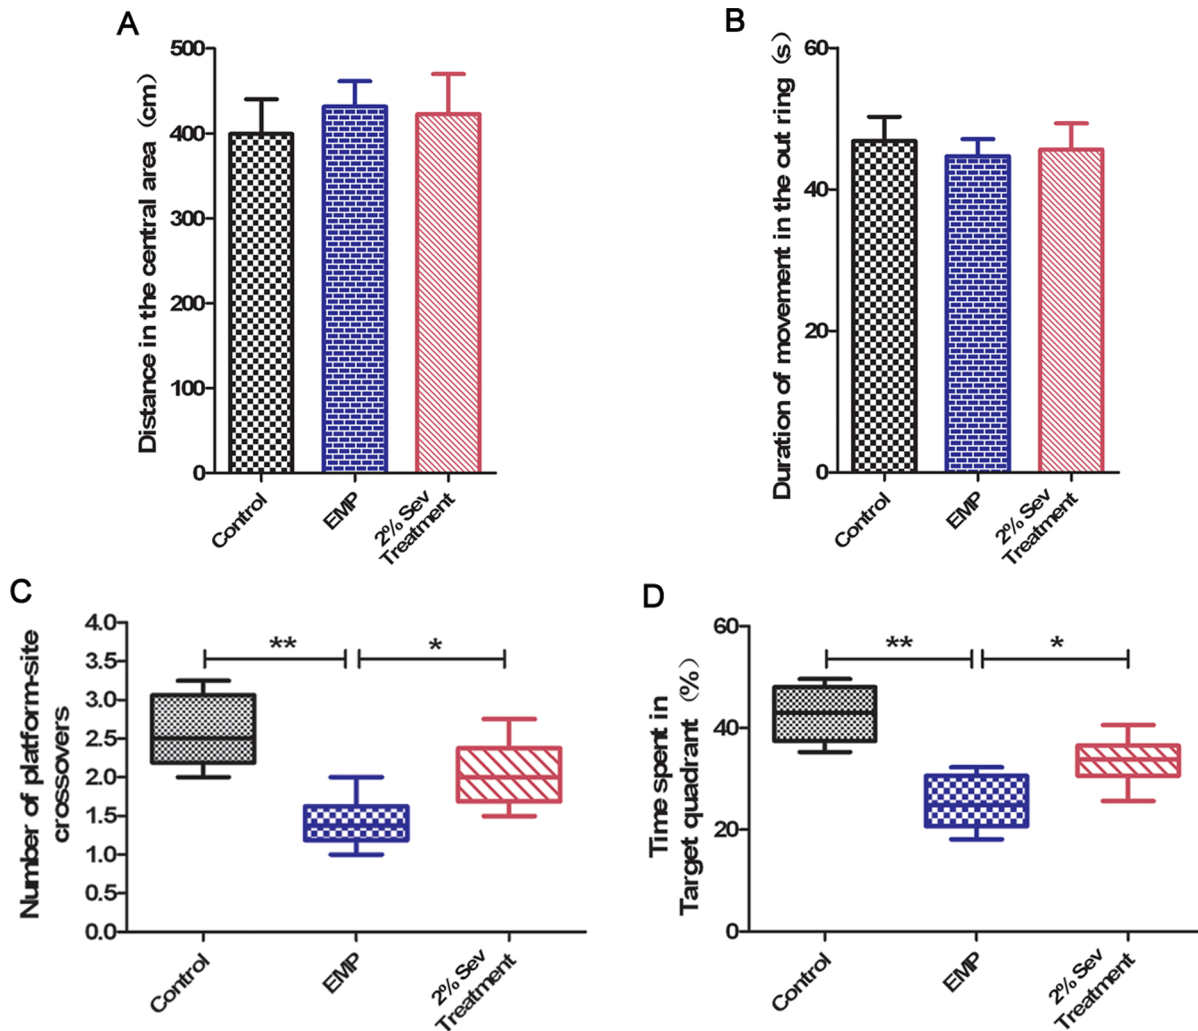 A
Distance in the central area (cm)
500
400
300
200
100
0
Control
EMP
2% Sev
Treatment
B
Duration of movement in the out ring (s)
60
40
20
0
Control
EMP
2% Sev
Treatment
C
Number of platform-site
crossovers
4.0
3.5
3.0
2.5
2.0
1.5
1.0
0.5
0.0
**
*
Control
EMP
2% Sev
Treatment
D
Time spent in
Target quadrant (%)
60
40
20
0
**
*
Control
EMP
2% Sev
Treatment